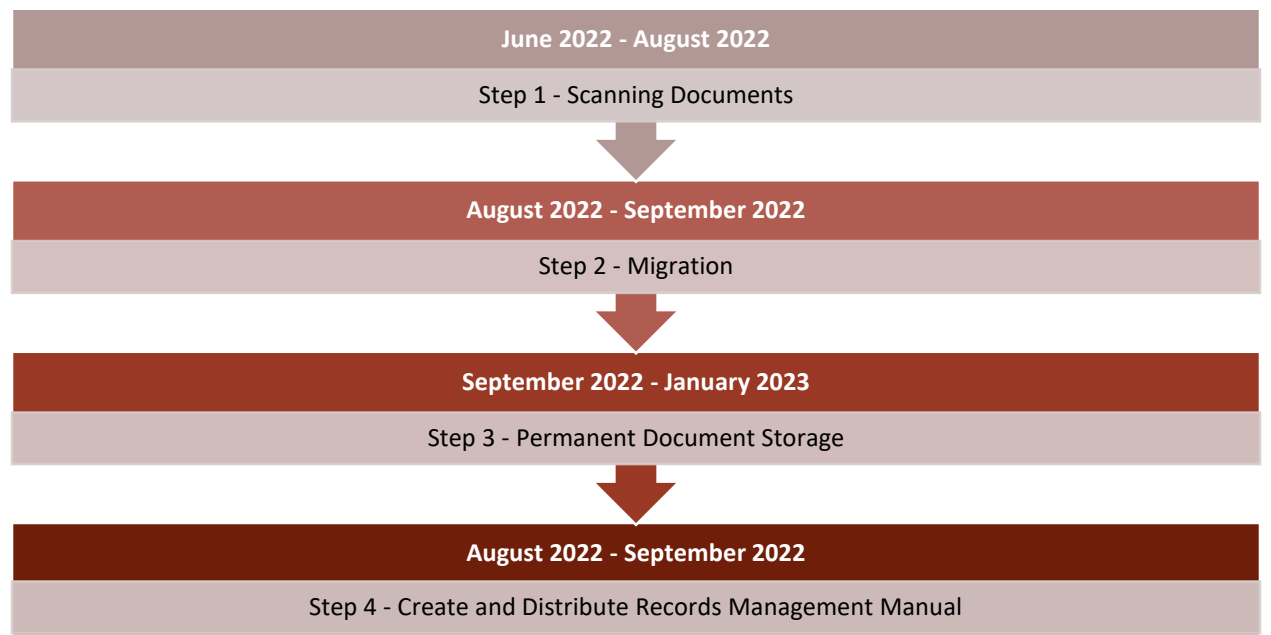 June 2022 - August 2022
Step 1 - Scanning Documents
August 2022 - September 2022
Step 2 - Migration
September 2022 - January 2023
Step 3 - Permanent Document Storage
August 2022 - September 2022
Step 4 - Create and Distribute Records Management Manual